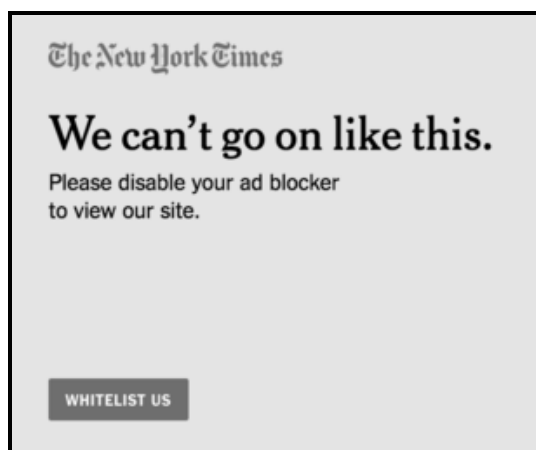 The New York Times
We can’t go on like this.
Please disable your ad blocker
to view our site.
WHITELIST US